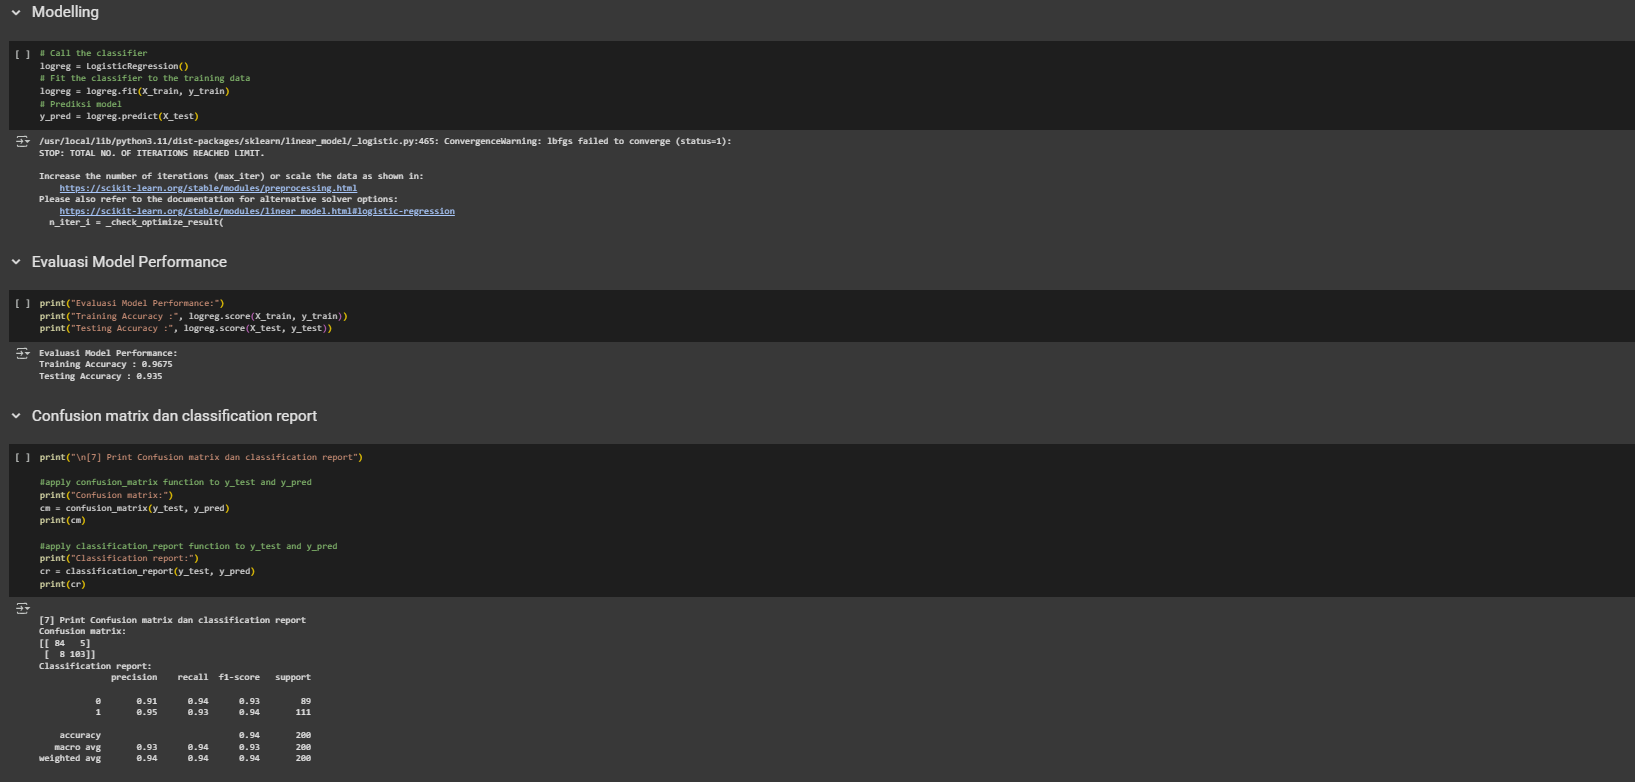 Modelling
[ ] # Call the classifier
logreg = LogisticRegression()
# Fit the classifier to the training data
logreg = logreg.fit(X_train, y_train)
# Prediksi model
y_pred = logreg.predict(X_test)
/usr/local/lib/python3.11/dist-packages/sklearn/linear_model/_logistic.py:465: ConvergenceWarning: lbfgs failed to converge (status=1):
STOP: TOTAL NO. OF ITERATIONS REACHED LIMIT.
Increase the number of iterations (max_iter) or scale the data as shown in:
https://scikit-learn.org/stable/modules/preprocessing.html
Please also refer to the documentation for alternative solver options:
https://scikit-learn.org/stable/modules/linear_model.html#logistic-regression
n_iter_i = _check_optimize_result(
Evaluasi Model Performance
[ ] print("Evaluasi Model Performance:")
print("Training Accuracy :", logreg.score(X_train, y_train))
print("Testing Accuracy :", logreg.score(X_test, y_test))
Evaluasi Model Performance:
Training Accuracy : 0.9675
Testing Accuracy : 0.935
Confusion matrix dan classification report
[ ] print("\n[7] Print Confusion matrix dan classification report")
#apply confusion_matrix function to y_test and y_pred
print("Confusion matrix:")
cm = confusion_matrix(y_test, y_pred)
print(cm)
#apply classification_report function to y_test and y_pred
print("Classification report:")
cr = classification_report(y_test, y_pred)
print(cr)
[7] Print Confusion matrix dan classification report
Confusion matrix:
[[ 84   5]
[  8 103]]
Classification report:
precision recall f1-score support
0 0.91 0.94 0.93 89
1 0.95 0.93 0.94 111
accuracy 0.94 200
macro avg 0.93 0.94 0.93 200
weighted avg 0.94 0.94 0.94 200